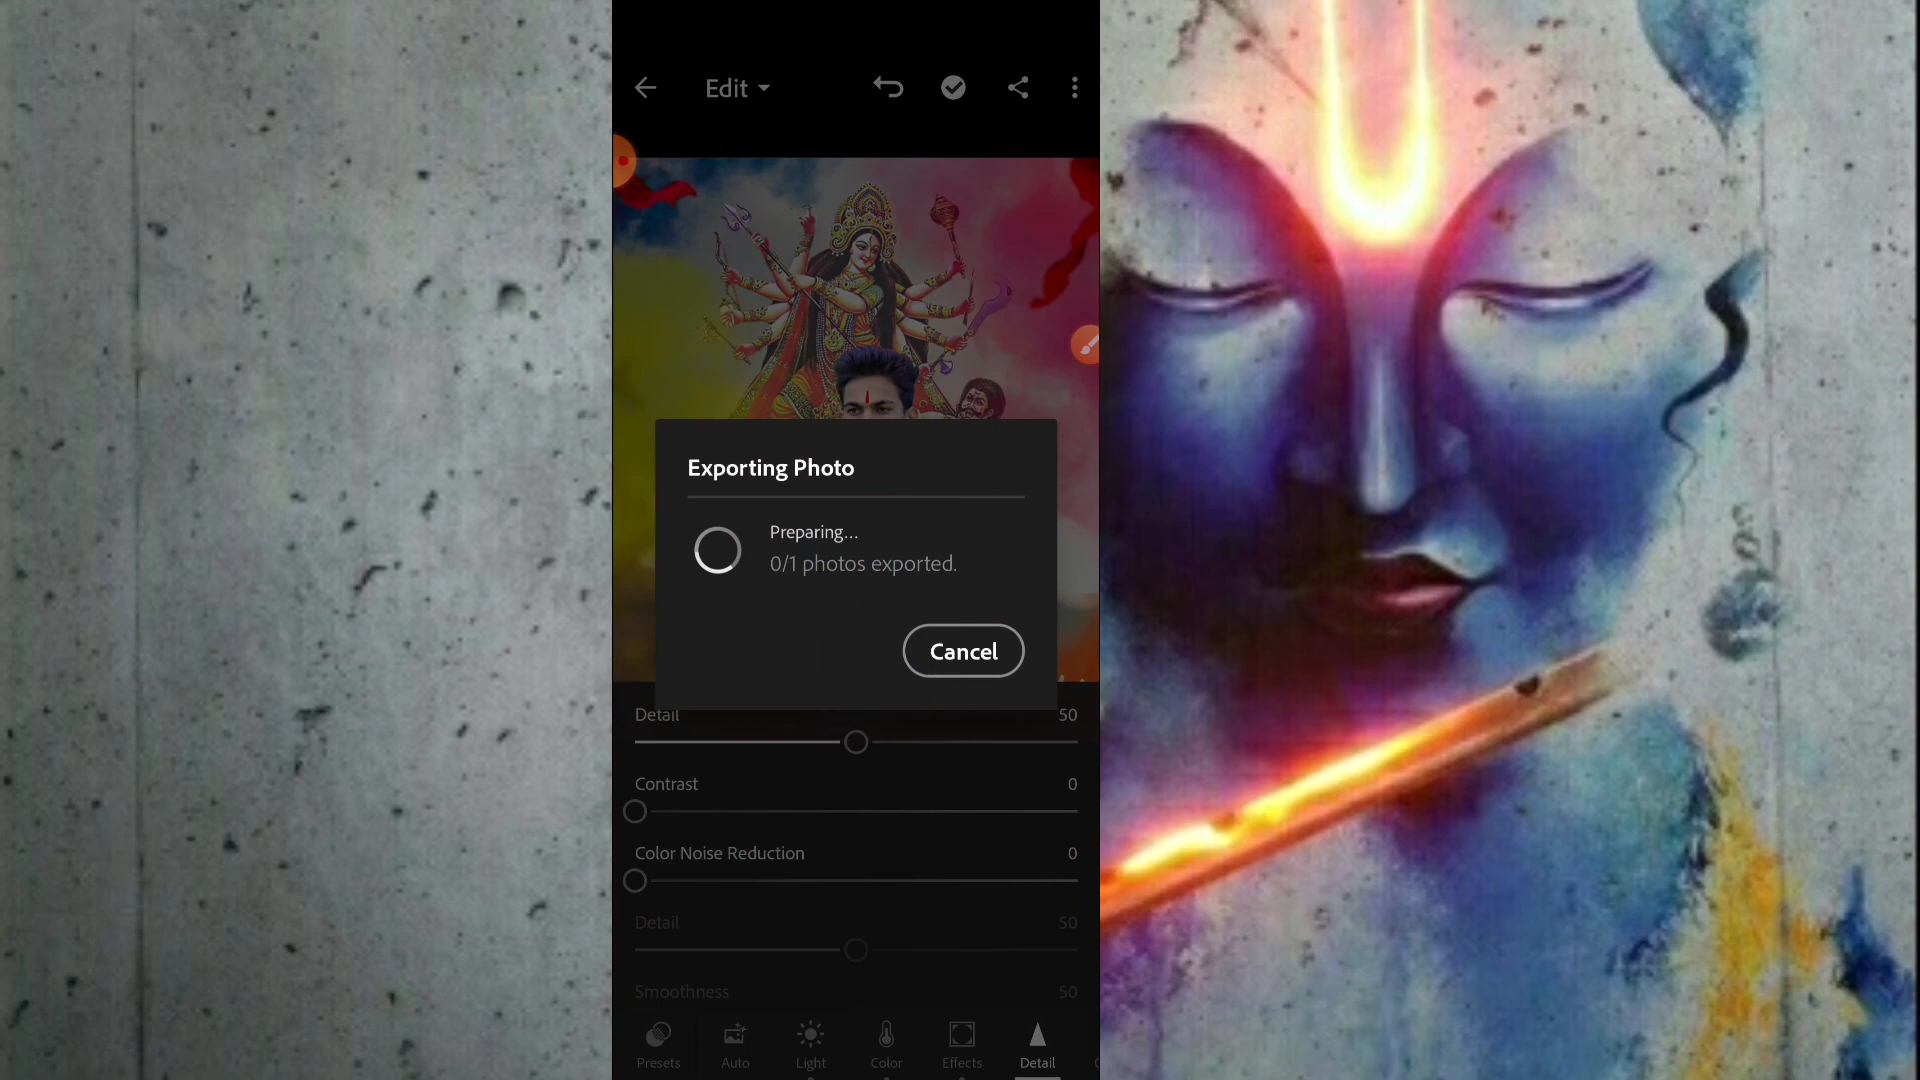 Edit
Exporting Photo
Preparing...
0/1 photos exported.
Cancel
Detail 50
Contrast 0
Color Noise Reduction 0
Detail 50
Smoothness 50
Presets Auto Light Color Effects Detail